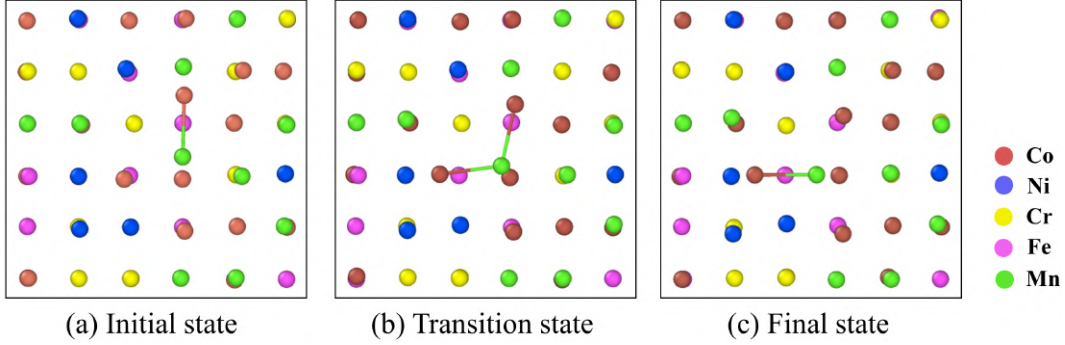 Co
Ni
Cr
Fe
Mn
(a) Initial state
(b) Transition state
(c) Final state